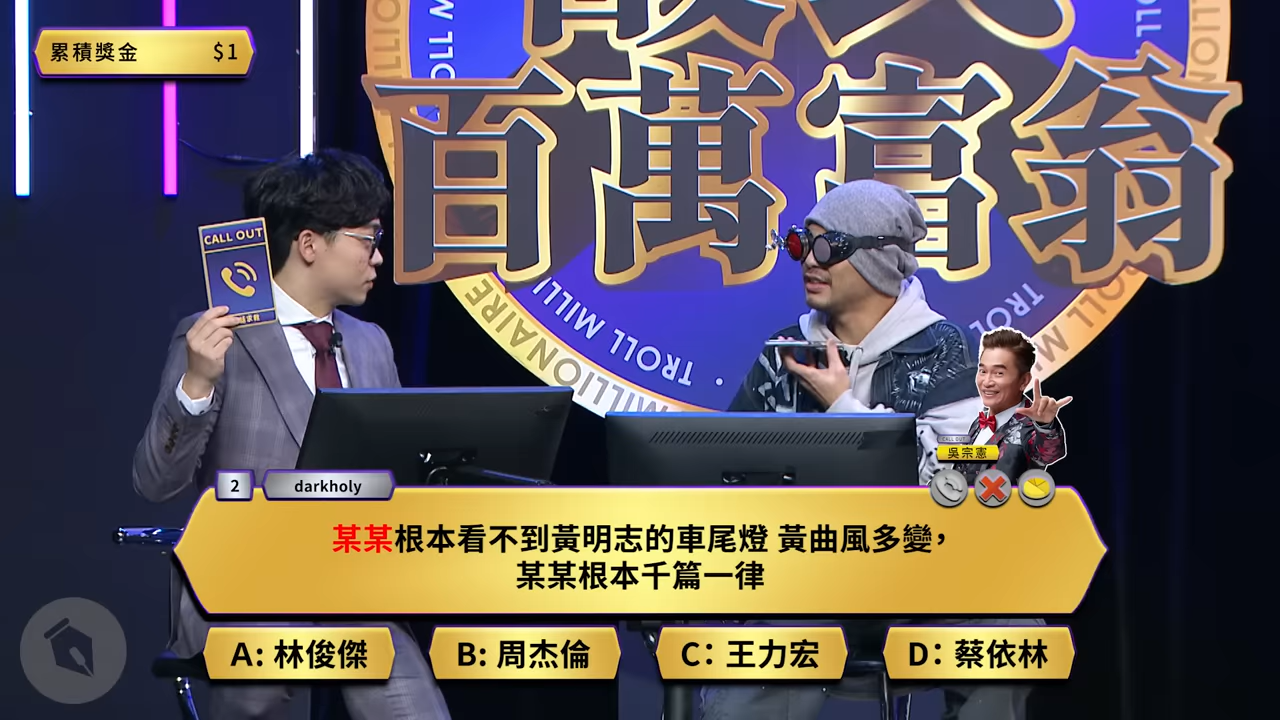 累積獎金 $1
百萬富翁
CALL OUT
TROLL MILLI
MILLIONAIRE
CALL OUT
吳宗憲
2 darkholy
某某根本看不到黃明志的車尾燈 黃曲風多變，
某某根本千篇一律
A: 林俊傑
B: 周杰倫
C: 王力宏
D: 蔡依林